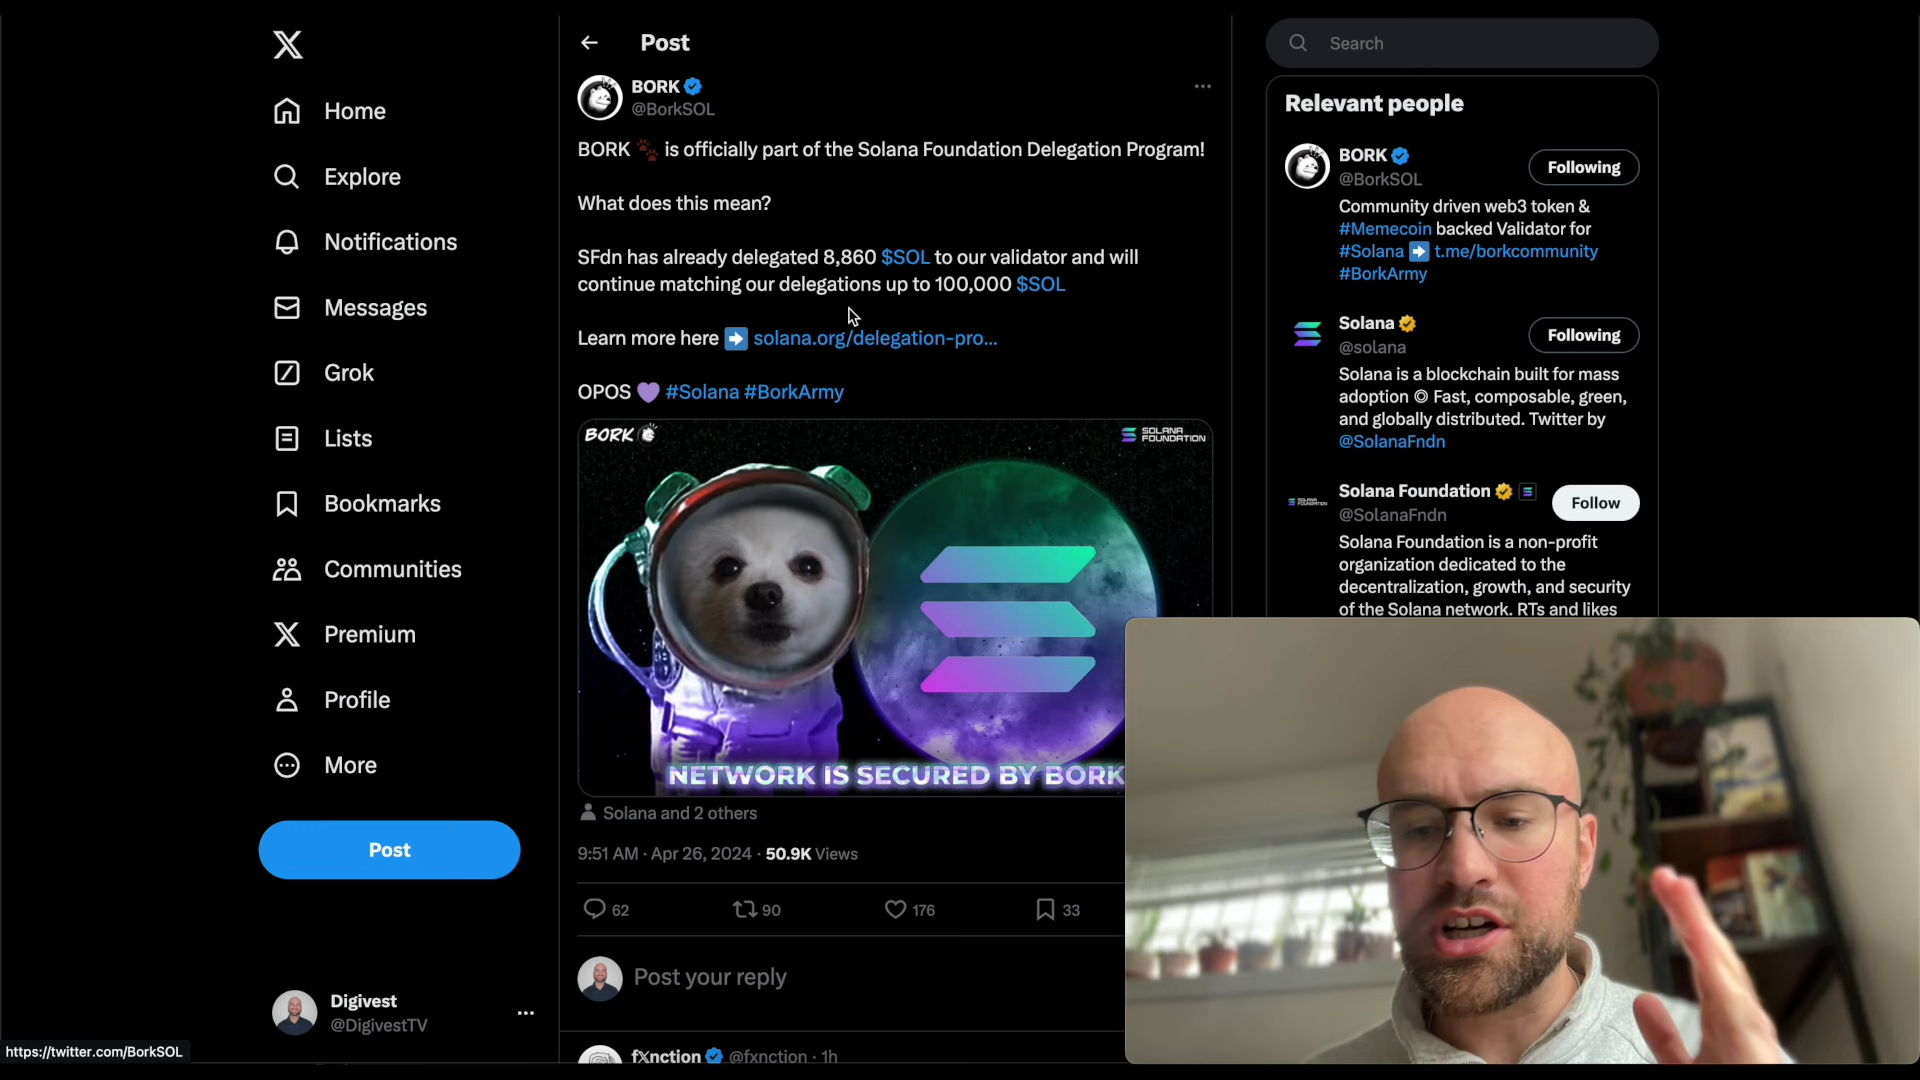 Home
Explore
Notifications
Messages
Grok
Lists
Bookmarks
Communities
Premium
Profile
More
Post
Digivest
@DigivestTV
https://twitter.com/BorkSOL
Post
BORK
@BorkSOL
BORK 🐾 is officially part of the Solana Foundation Delegation Program!
What does this mean?
SFdn has already delegated 8,860 $SOL to our validator and will
continue matching our delegations up to 100,000 $SOL
Learn more here ➡️ solana.org/delegation-pro...
OPOS 💜 #Solana #BorkArmy
BORK
SOLANA
FOUNDATION
NETWORK IS SECURED BY BORK
Solana and 2 others
9:51 AM · Apr 26, 2024 · 50.9K Views
62 90 176 33
Post your reply
fxnction @fxnction · 1h
Search
Relevant people
BORK
@BorkSOL
Following
Community driven web3 token &
#Memecoin backed Validator for
#Solana ➡️ t.me/borkcommunity
#BorkArmy
Solana
@solana
Following
Solana is a blockchain built for mass
adoption ◎ Fast, composable, green,
and globally distributed. Twitter by
@SolanaFndn
Solana Foundation
@SolanaFndn
Follow
Solana Foundation is a non-profit
organization dedicated to the
decentralization, growth, and security
of the Solana network. RTs and likes